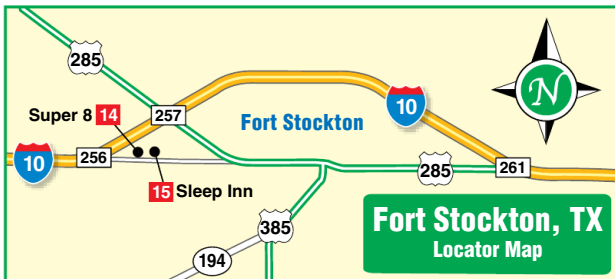 285
Super 8 14
257
Fort Stockton
10
N
10
256
15 Sleep Inn
285
261
385
194
Fort Stockton, TX
Locator Map